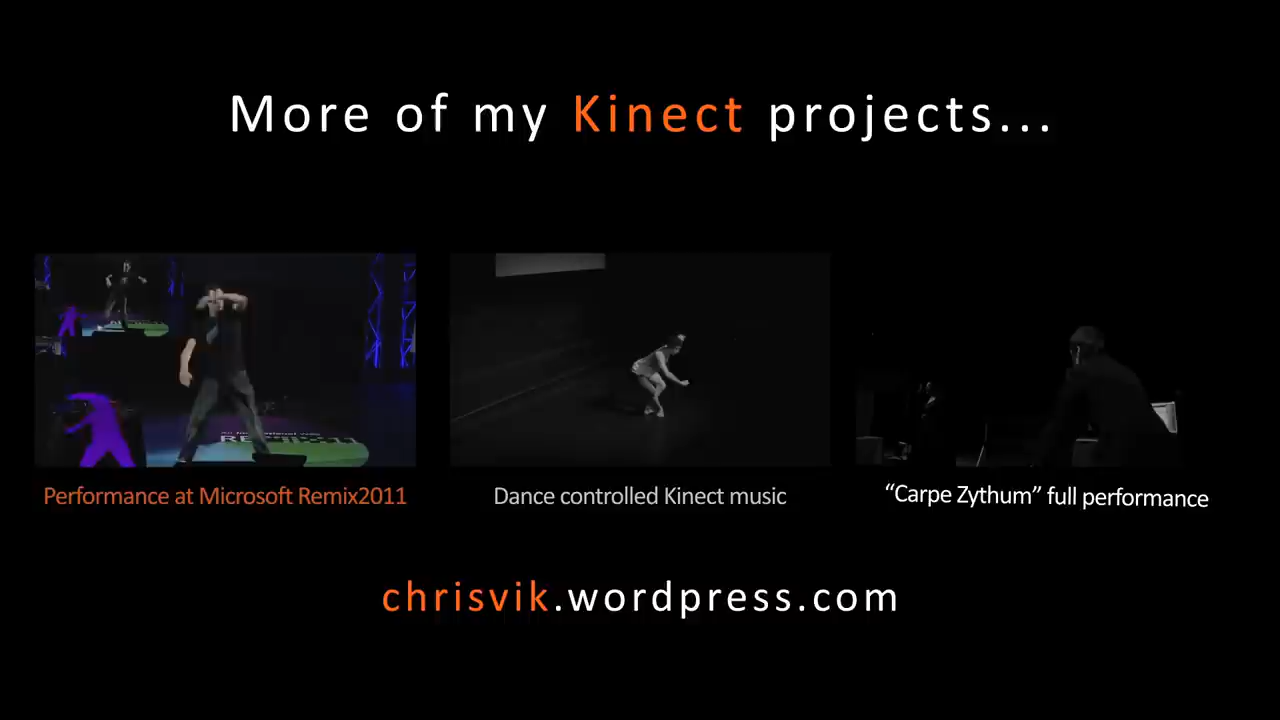 More of my Kinect projects...
Performance at Microsoft Remix2011
Dance controlled Kinect music
“Carpe Zythum” full performance
chrisvik.wordpress.com